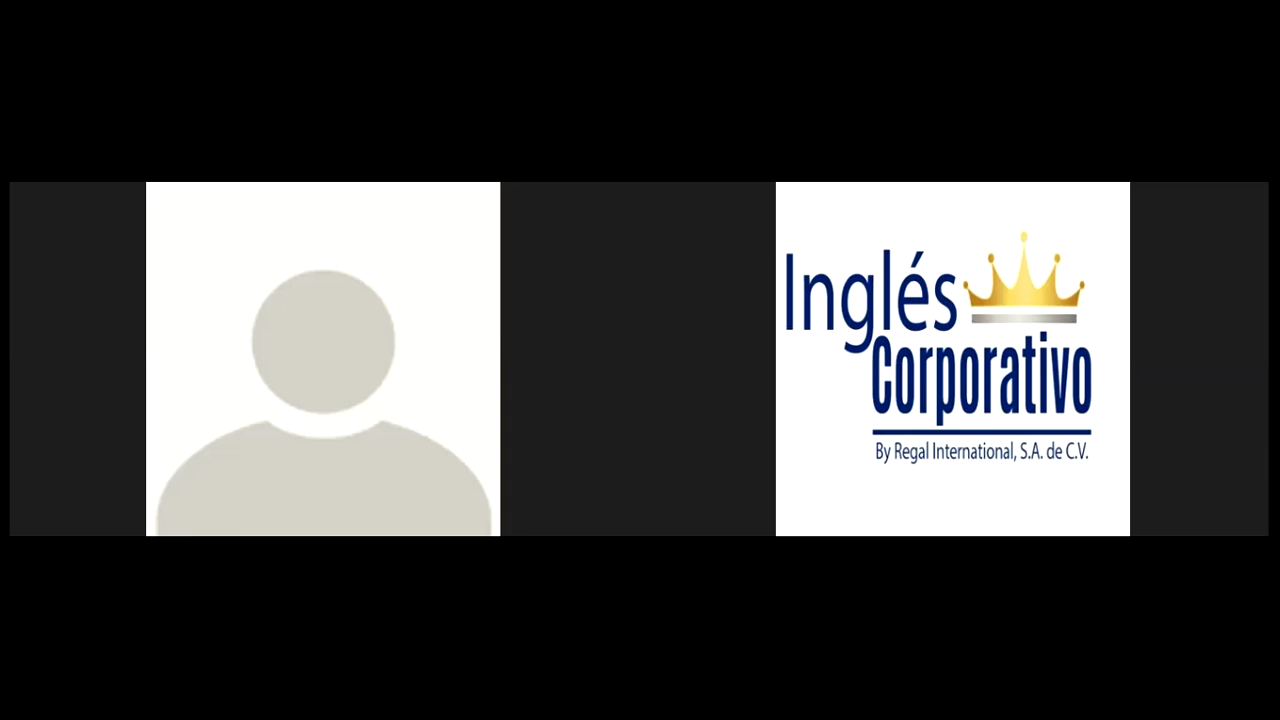 Inglés
Corporativo
By Regal International, S.A. de C.V.